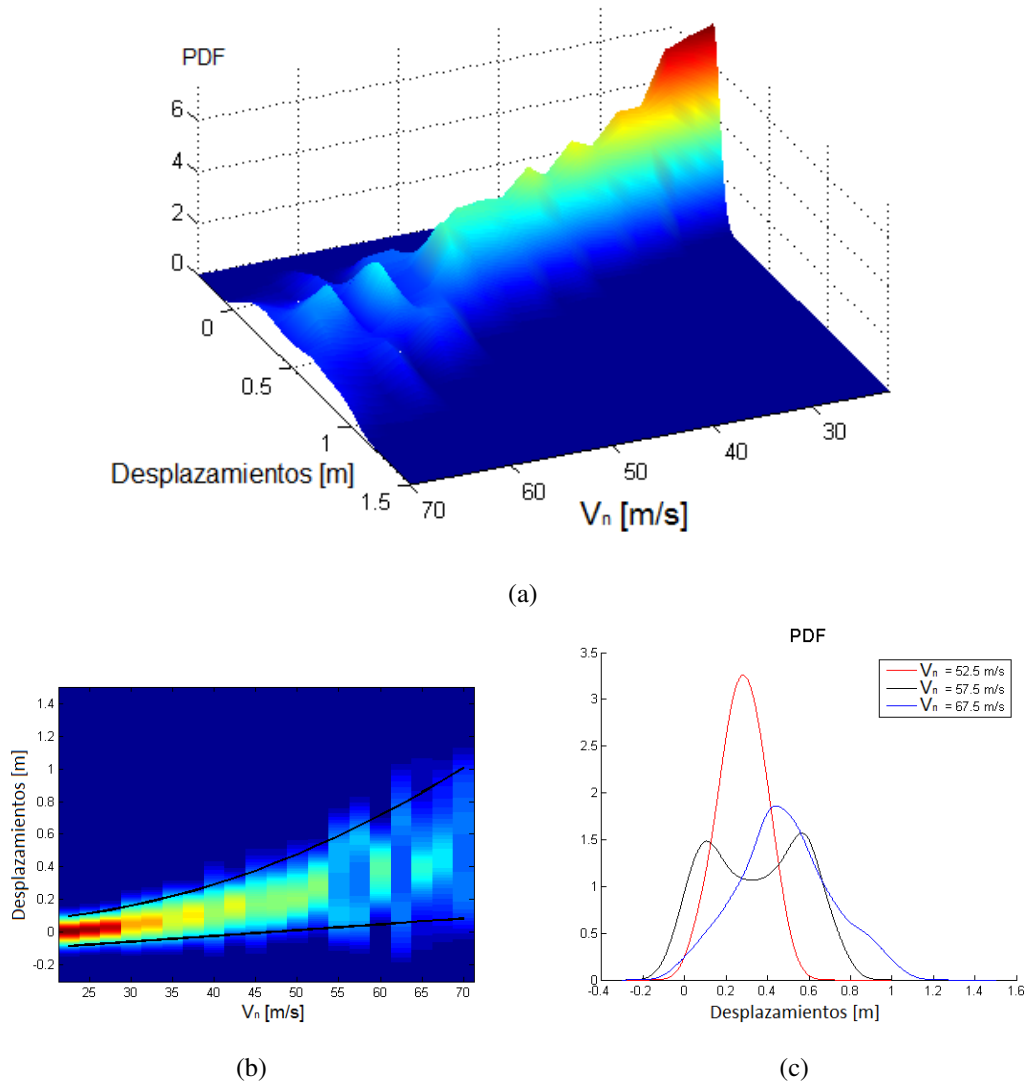 PDF
6
4
2
0
0
0.5
1
1.5
Desplazamientos [m]
70
60
50
40
30
Vn [m/s]
(a)
1.4
1.2
1
0.8
0.6
0.4
0.2
0
-0.2
Desplazamientos [m]
25 30 35 40 45 50 55 60 65 70
Vn [m/s]
(b)
PDF
3.5
3
2.5
2
1.5
1
0.5
0
Vn = 52.5 m/s
Vn = 57.5 m/s
Vn = 67.5 m/s
-0.4 -0.2 0 0.2 0.4 0.6 0.8 1 1.2 1.4 1.6
Desplazamientos [m]
(c)